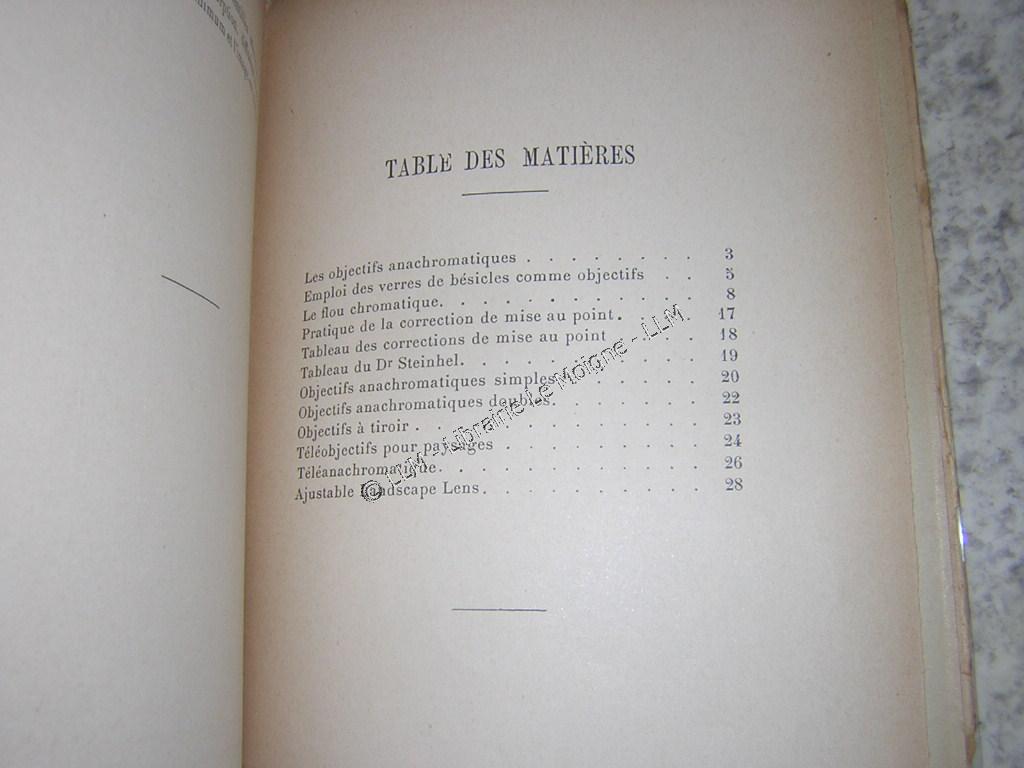 TABLE DES MATIÈRES
Les objectifs anachromatiques . . . . . . . . 3
Emploi des verres de bésicles comme objectifs . . 5
Le flou chromatique. . . . . . . . . . . . 8
Pratique de la correction de mise au point. . . . 17
Tableau des corrections de mise au point . . . . 18
Tableau du Dr Steinhel. . . . . . . . . . . 19
Objectifs anachromatiques simples . . . . . . 20
Objectifs anachromatiques doubles. . . . . . . 22
Objectifs à tiroir . . . . . . . . . . . . . 23
Téléobjectifs pour paysages . . . . . . . . . 24
Téléanachromatique. . . . . . . . . . . . 26
Ajustable Landscape Lens. . . . . . . . . . 28
© LLM - Librairie Le Moigne - LLM